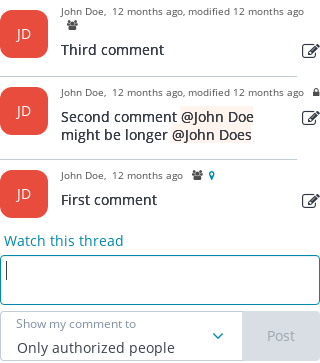 JD
John Doe, 12 months ago, modified 12 months ago
Third comment
JD
John Doe, 12 months ago, modified 12 months ago
Second comment @John Doe
might be longer @John Does
JD
John Doe, 12 months ago
First comment
Watch this thread
Show my comment to
Only authorized people
Post